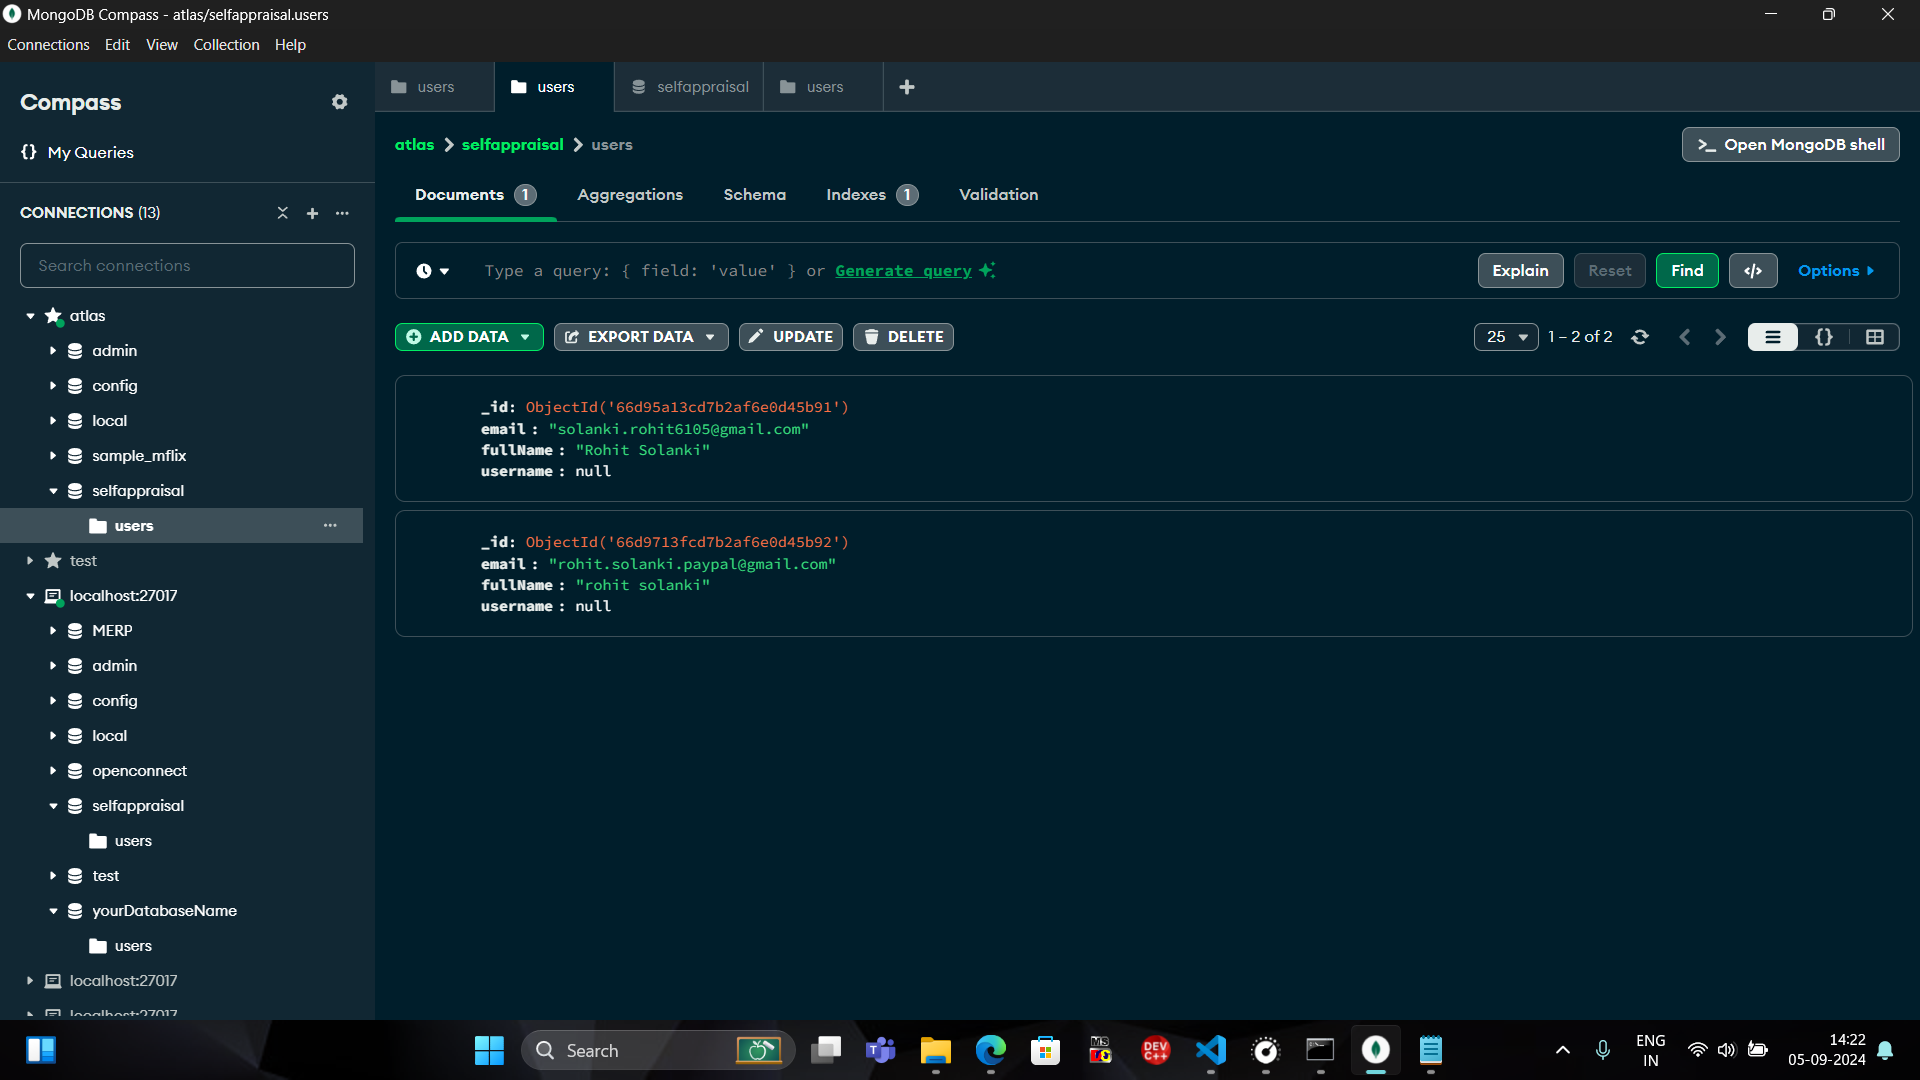 MongoDB Compass - atlas/selfappraisal.users
Connections Edit View Collection Help
Compass
{} My Queries
CONNECTIONS (13)
Search connections
atlas
admin
config
local
sample_mflix
selfappraisal
users
test
localhost:27017
MERP
admin
config
local
openconnect
selfappraisal
users
test
yourDatabaseName
users
localhost:27017
localhost:27017
users users selfappraisal users
atlas > selfappraisal > users
>_ Open MongoDB shell
Documents 1 Aggregations Schema Indexes 1 Validation
Type a query: { field: 'value' } or Generate query
Explain Reset Find </> Options
ADD DATA EXPORT DATA UPDATE DELETE
25 1 – 2 of 2 {}
_id: ObjectId('66d95a13cd7b2af6e0d45b91')
email : "solanki.rohit6105@gmail.com"
fullName : "Rohit Solanki"
username : null
_id: ObjectId('66d9713fcd7b2af6e0d45b92')
email : "rohit.solanki.paypal@gmail.com"
fullName : "rohit solanki"
username : null
Search
MS
DEV
C++
ENG
IN
14:22
05-09-2024